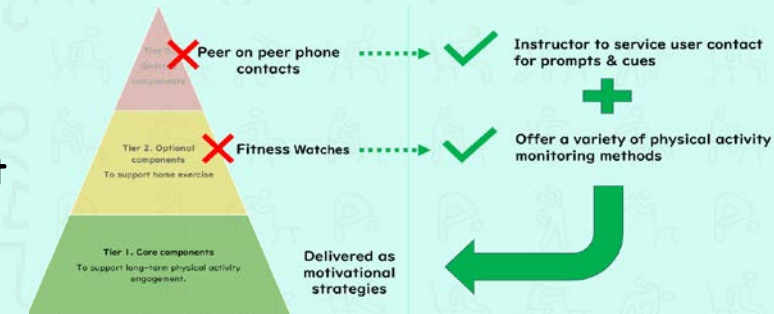 Peer on peer phone
contacts
Instructor to service user contact
for prompts & cues
Tier 2. Optional
components
To support home exercise
Fitness Watches
Offer a variety of physical activity
monitoring methods
Tier 1. Core components
To support long-term physical activity
engagement.
Delivered as
motivational
strategies